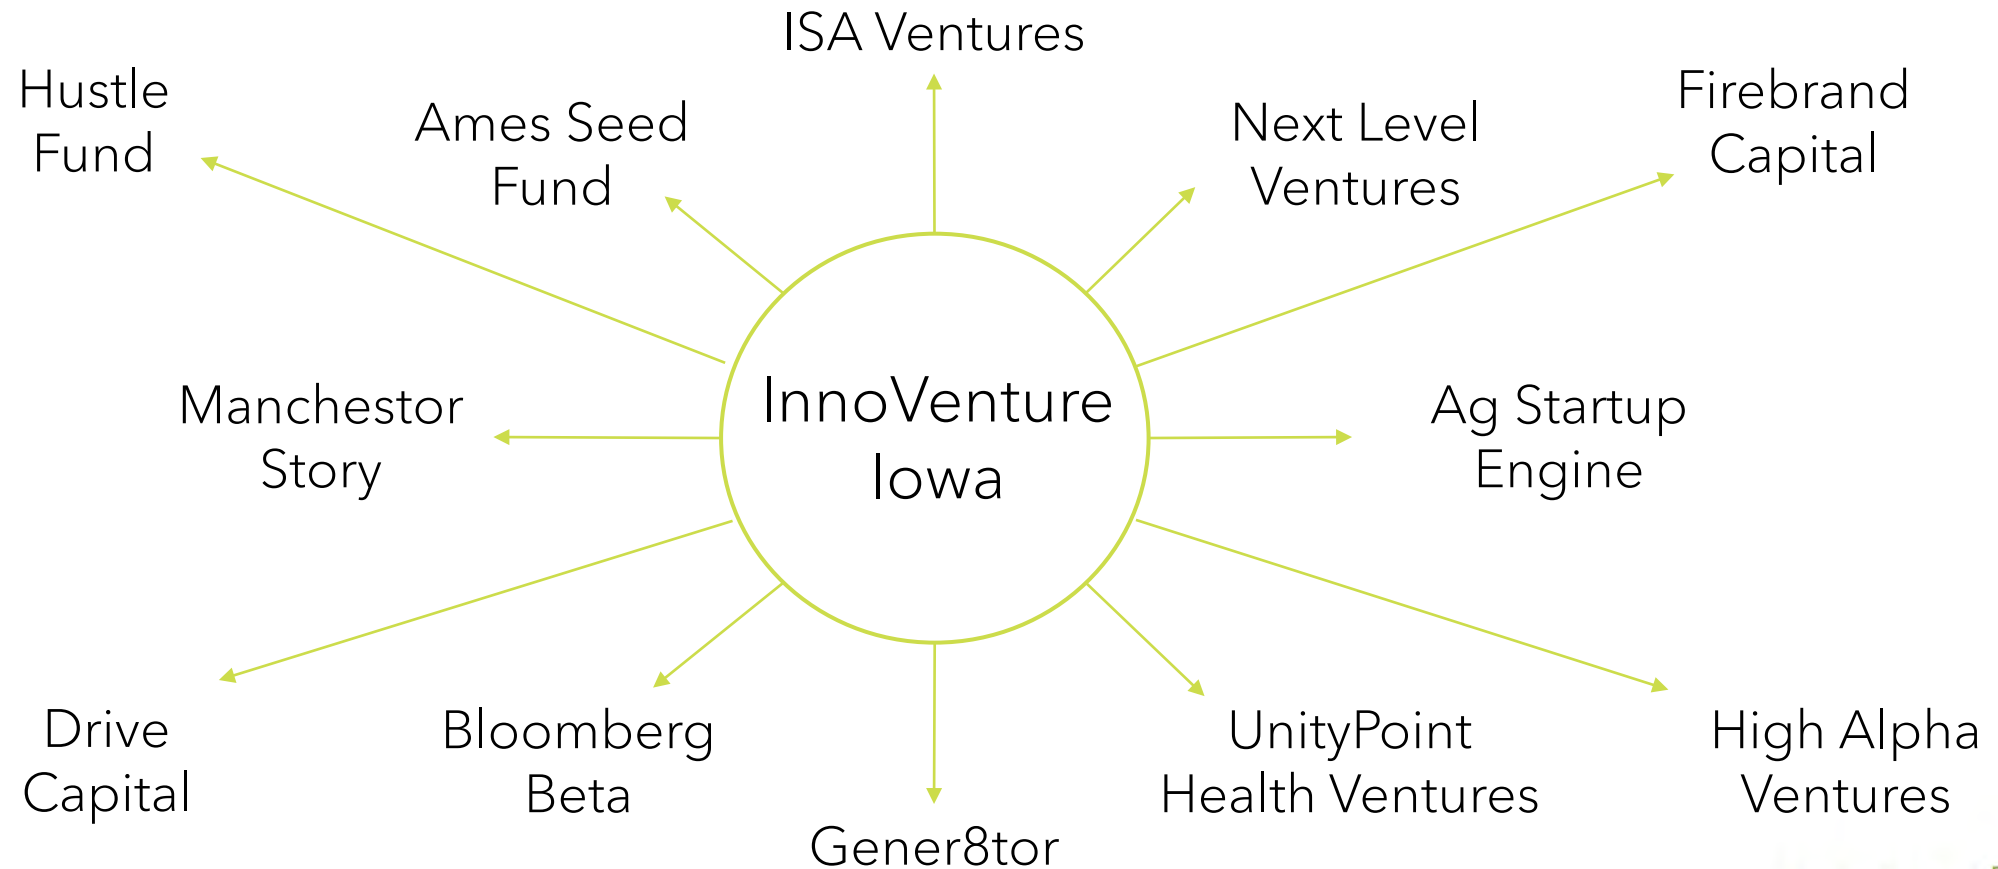 ISA Ventures
Hustle
Fund
Ames Seed
Fund
Next Level
Ventures
Firebrand
Capital
Manchestor
Story
InnoVenture
Iowa
Ag Startup
Engine
Drive
Capital
Bloomberg
Beta
Gener8tor
UnityPoint
Health Ventures
High Alpha
Ventures